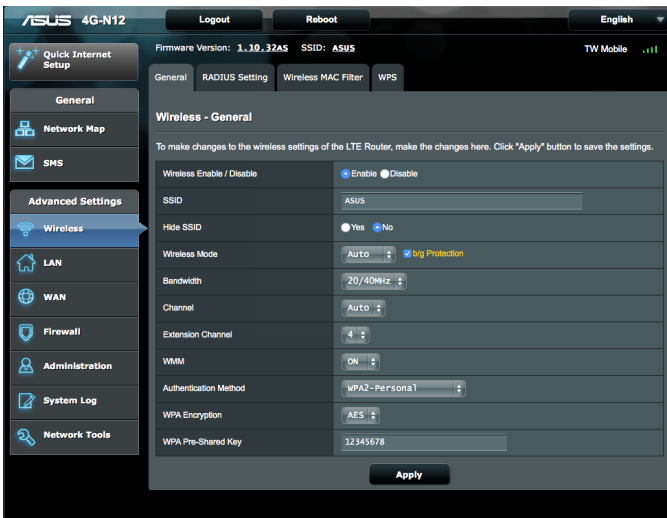 ASUS 4G-N12 Logout Reboot English
Quick Internet Setup
Firmware Version: 1.10.32AS SSID: ASUS TW Mobile
General RADIUS Setting Wireless MAC Filter WPS
General
Network Map
SMS
Advanced Settings
Wireless
LAN
WAN
Firewall
Administration
System Log
Network Tools
Wireless - General
To make changes to the wireless settings of the LTE Router, make the changes here. Click "Apply" button to save the settings.
Wireless Enable / Disable Enable Disable
SSID ASUS
Hide SSID Yes No
Wireless Mode Auto b/g Protection
Bandwidth 20/40MHz
Channel Auto
Extension Channel 4
WMM ON
Authentication Method WPA2-Personal
WPA Encryption AES
WPA Pre-Shared Key 12345678
Apply